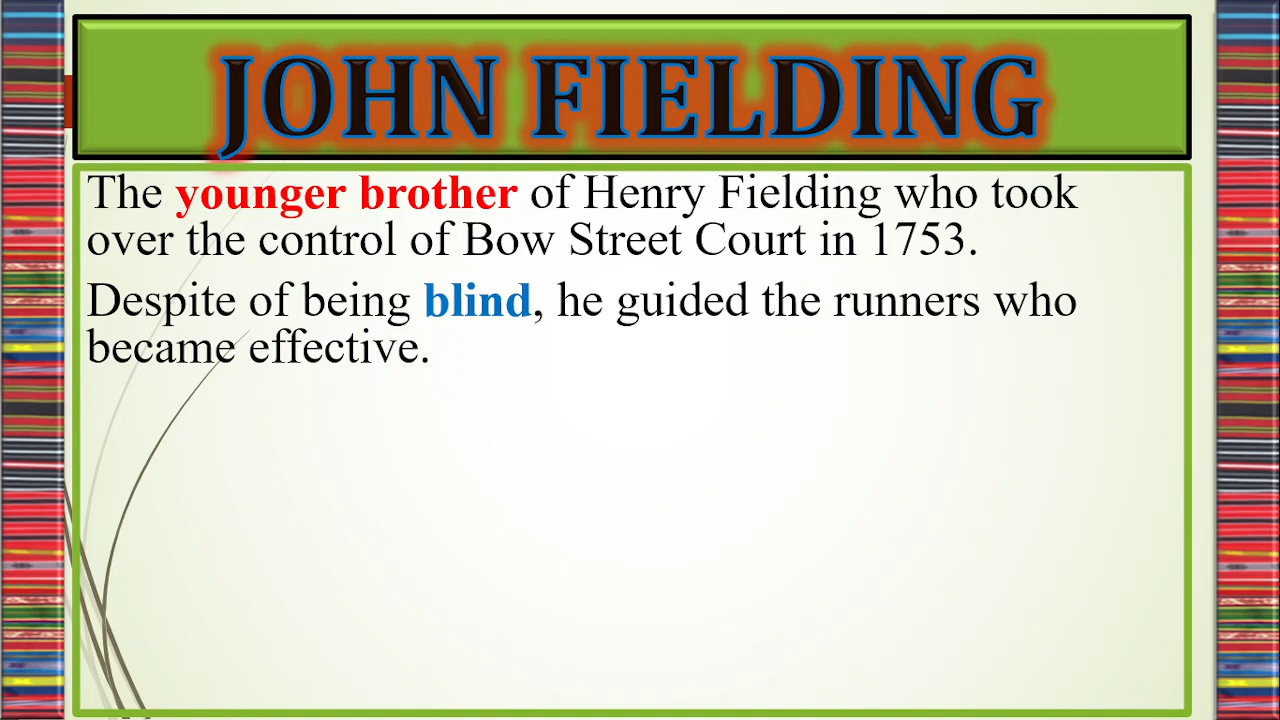 JOHN FIELDING
The younger brother of Henry Fielding who took
over the control of Bow Street Court in 1753.
Despite of being blind, he guided the runners who
became effective.